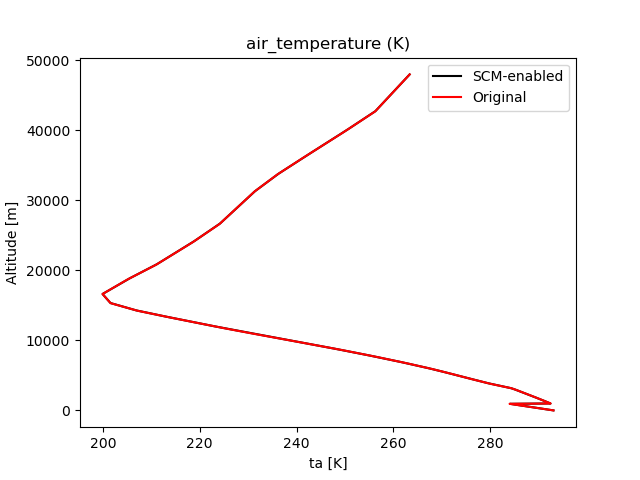 air_temperature (K)
SCM-enabled
Original
50000
40000
30000
20000
10000
0
Altitude [m]
200
220
240
260
280
ta [K]